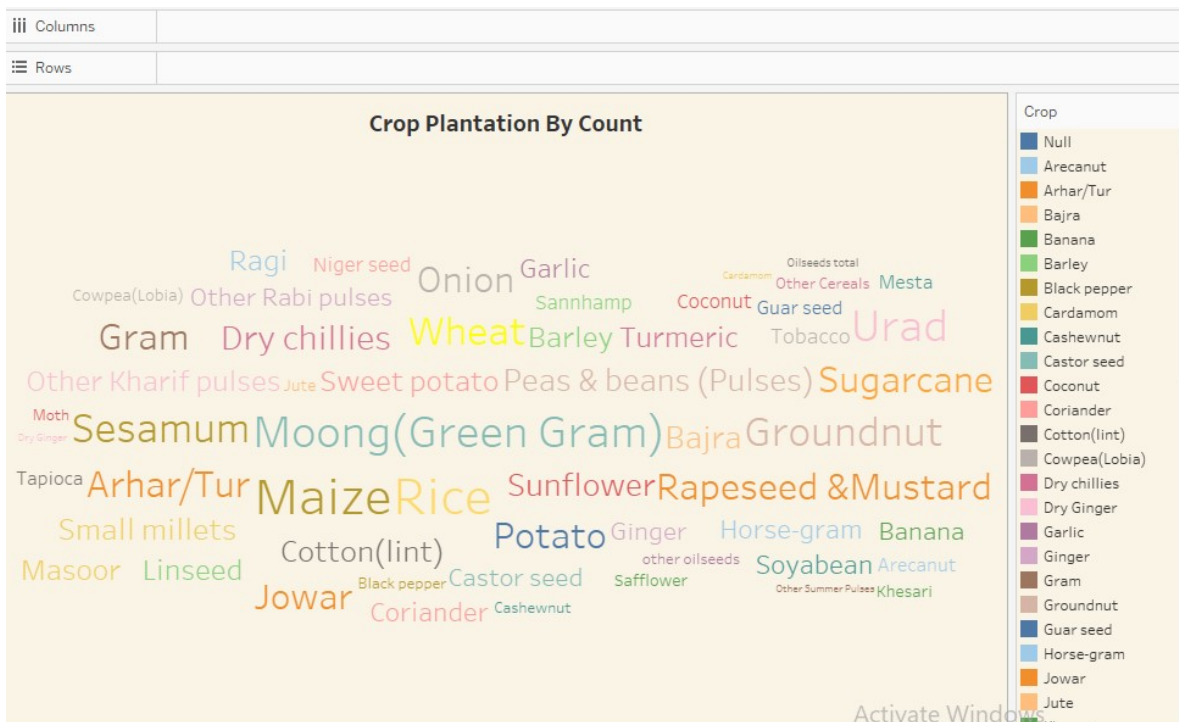 Columns
Rows
Crop Plantation By Count
Ragi Niger seed Onion Garlic Oilseeds total
Cardamom Other Cereals Mesta
Cowpea(Lobia) Other Rabi pulses Sannhamp Coconut Guar seed
Gram Dry chillies Wheat Barley Turmeric Tobacco Urad
Other Kharif pulses Jute Sweet potato Peas & beans (Pulses) Sugarcane
Moth
Dry Ginger Sesamum Moong(Green Gram) Bajra Groundnut
Tapioca Arhar/Tur Maize Rice Sunflower Rapeseed &Mustard
Small millets Cotton(lint) Potato Ginger Horse-gram Banana
other oilseeds
Masoor Linseed Black pepper Castor seed Safflower Soyabean Arecanut
Other Summer Pulses Khesari
Jowar Coriander Cashewnut
Crop
Null
Arecanut
Arhar/Tur
Bajra
Banana
Barley
Black pepper
Cardamom
Cashewnut
Castor seed
Coconut
Coriander
Cotton(lint)
Cowpea(Lobia)
Dry chillies
Dry Ginger
Garlic
Ginger
Gram
Groundnut
Guar seed
Horse-gram
Jowar
Jute
Activate Windows